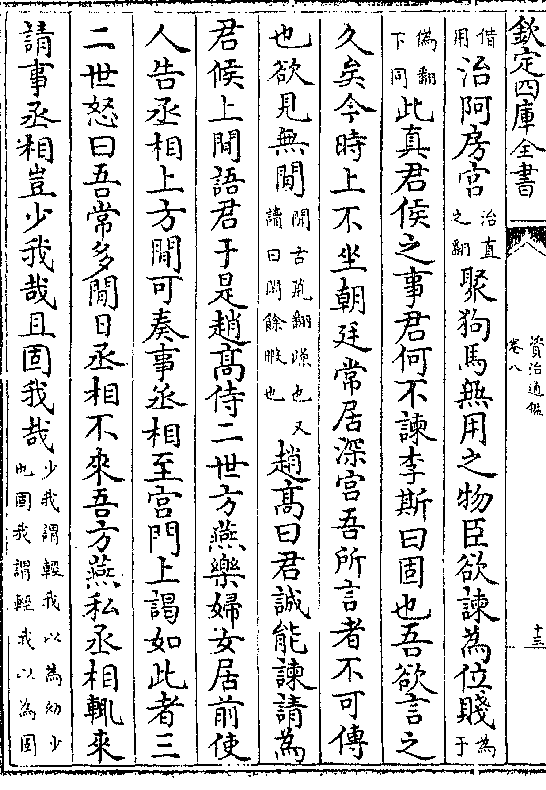 欽定四庫全書
資治通鑑
卷八
十三
借用治阿房宮治直之翻聚狗馬無用之物臣欲諫為位賤為于
偽翻下同此真君侯之事君何不諫李斯曰固也吾欲言之
久矣今時上不坐朝廷常居深宮吾所言者不可傳
也欲見無閒閒古莧翻隙也又讀曰閑餘暇也趙高曰君誠能諫請為
君候上閒語君于是趙高侍二世方燕樂婦女居前使
人告丞相上方閒可奏事丞相至宮門上謁如此者三
二世怒曰吾常多閒日丞相不來吾方燕私丞相輒來
請事丞相豈少我哉且固我哉少我謂輕我以為幼少也固我謂輕我以為固